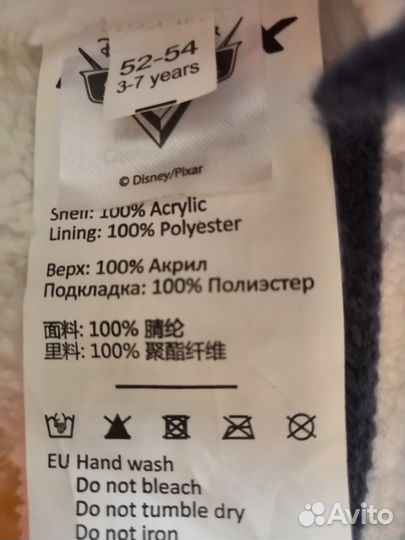 52-54
3-7 years
© Disney/Pixar
Shell: 100% Acrylic
Lining: 100% Polyester
Верх: 100% Акрил
Подкладка: 100% Полиэстер
面料: 100% 腈纶
里料: 100% 聚酯纤维
EU Hand wash
Do not bleach
Do not tumble dry
Do not iron
Avito